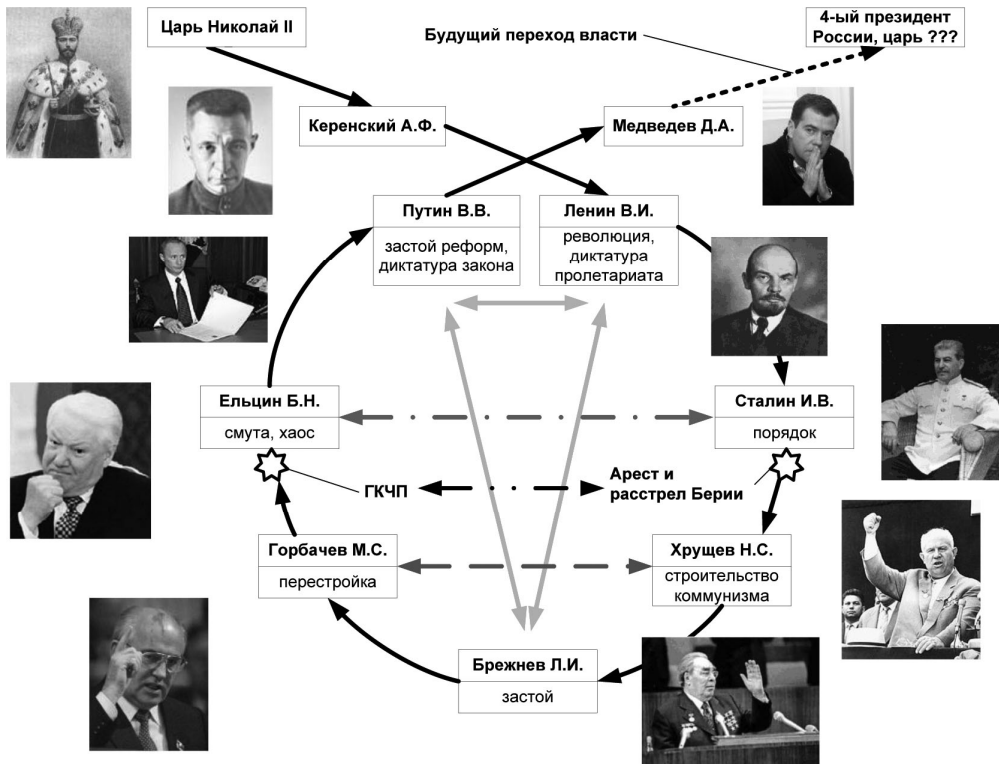 Царь Николай II
Будущий переход власти
4-ый президент
России, царь ???
Керенский А.Ф.
Медведев Д.А.
Путин В.В.
застой реформ,
диктатура закона
Ленин В.И.
революция,
диктатура
пролетариата
Ельцин Б.Н.
смута, хаос
Сталин И.В.
порядок
ГКЧП
Арест и
расстрел Берии
Горбачев М.С.
перестройка
Хрущев Н.С.
строительство
коммунизма
Брежнев Л.И.
застой